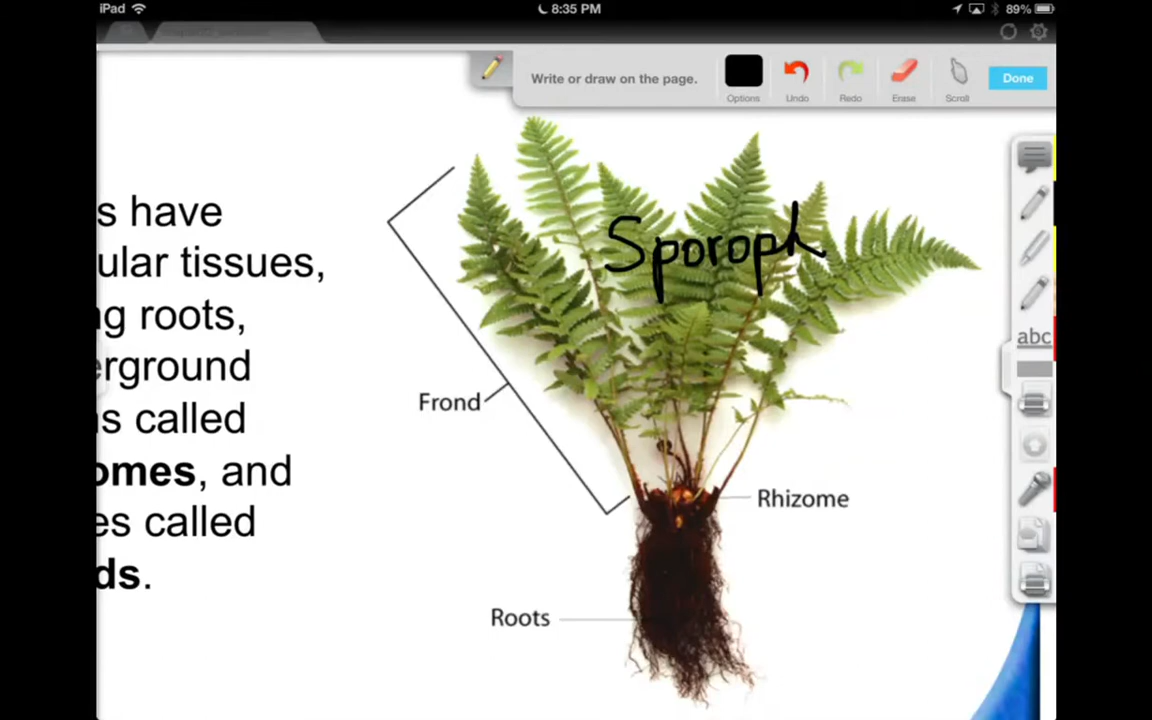 iPad
8:35 PM
89%
Write or draw on the page.
Options
Undo
Redo
Erase
Scroll
Done
s have
ular tissues,
ng roots,
erground
s called
omes, and
es called
ds.
Sporoph
Frond
Rhizome
Roots
abc